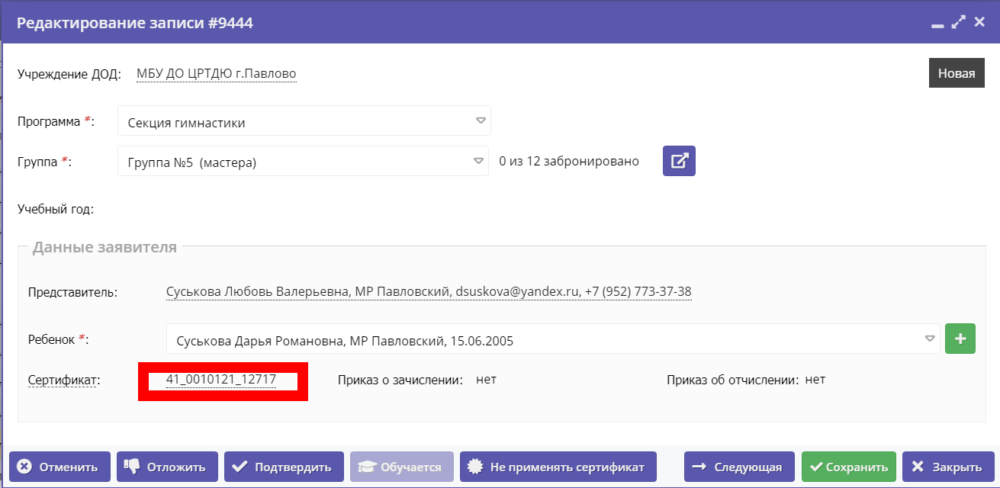 Редактирование записи #9444
Учреждение ДОД: МБУ ДО ЦРТДЮ г.Павлово
Новая
Программа *: Секция гимнастики
Группа *: Группа №5 (мастера) 0 из 12 забронировано
Учебный год:
Данные заявителя
Представитель: Суськова Любовь Валерьевна, МР Павловский, dsuskova@yandex.ru, +7 (952) 773-37-38
Ребенок *: Суськова Дарья Романовна, МР Павловский, 15.06.2005
Сертификат: 41_0010121_12717 Приказ о зачислении: нет Приказ об отчислении: нет
Отменить Отложить Подтвердить Обучается Не применять сертификат Следующая Сохранить Закрыть